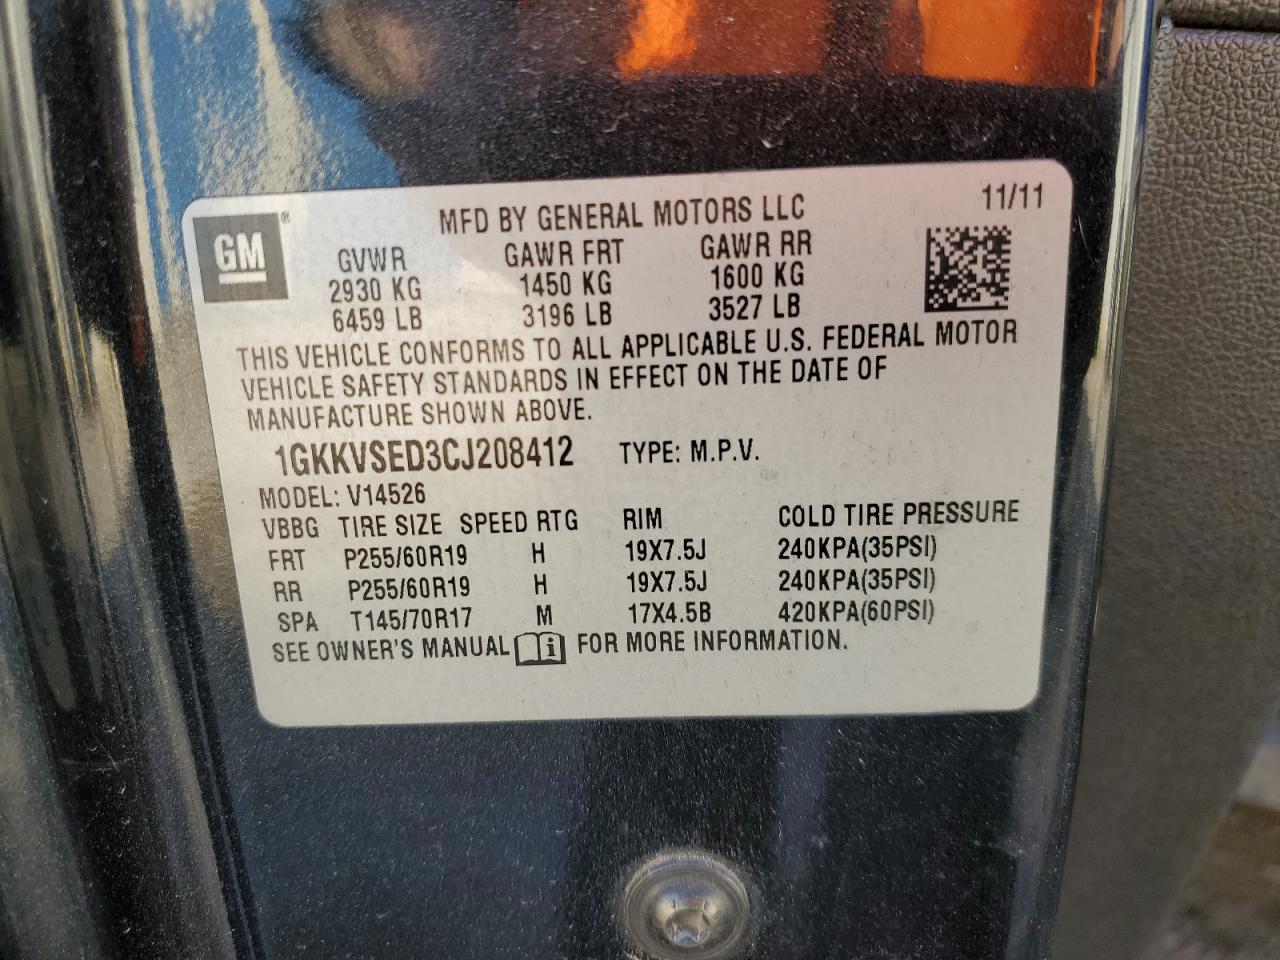 GM®
MFD BY GENERAL MOTORS LLC 11/11
GVWR GAWR FRT GAWR RR
2930 KG 1450 KG 1600 KG
6459 LB 3196 LB 3527 LB
THIS VEHICLE CONFORMS TO ALL APPLICABLE U.S. FEDERAL MOTOR
VEHICLE SAFETY STANDARDS IN EFFECT ON THE DATE OF
MANUFACTURE SHOWN ABOVE.
1GKKVSED3CJ208412 TYPE: M.P.V.
MODEL: V14526
VBBG TIRE SIZE SPEED RTG RIM COLD TIRE PRESSURE
FRT P255/60R19 H 19X7.5J 240KPA(35PSI)
RR P255/60R19 H 19X7.5J 240KPA(35PSI)
SPA T145/70R17 M 17X4.5B 420KPA(60PSI)
SEE OWNER'S MANUAL i FOR MORE INFORMATION.